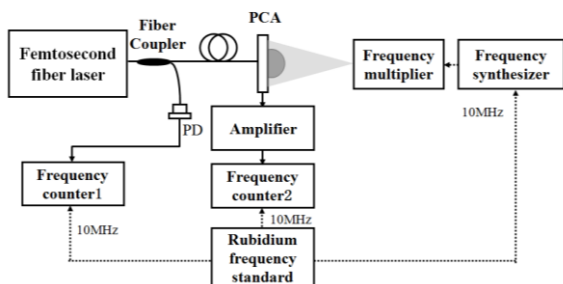 Fiber
Coupler
PCA
Femtosecond
fiber laser
Frequency
multiplier
Frequency
synthesizer
PD
Amplifier
10MHz
Frequency
counter1
Frequency
counter2
10MHz
10MHz
Rubidium
frequency
standard